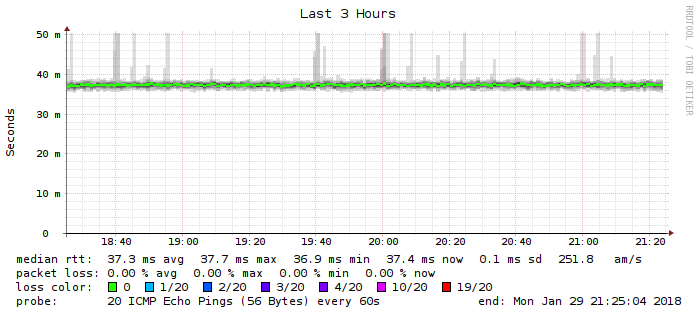 Last 3 Hours
RRDTOOL / TOBI OETIKER
Seconds
50 m
40 m
30 m
20 m
10 m
0
18:40 19:00 19:20 19:40 20:00 20:20 20:40 21:00 21:20
median rtt: 37.3 ms avg 37.7 ms max 36.9 ms min 37.4 ms now 0.1 ms sd 251.8 am/s
packet loss: 0.00 % avg 0.00 % max 0.00 % min 0.00 % now
loss color: 0 1/20 2/20 3/20 4/20 10/20 19/20
probe: 20 ICMP Echo Pings (56 Bytes) every 60s end: Mon Jan 29 21:25:04 2018